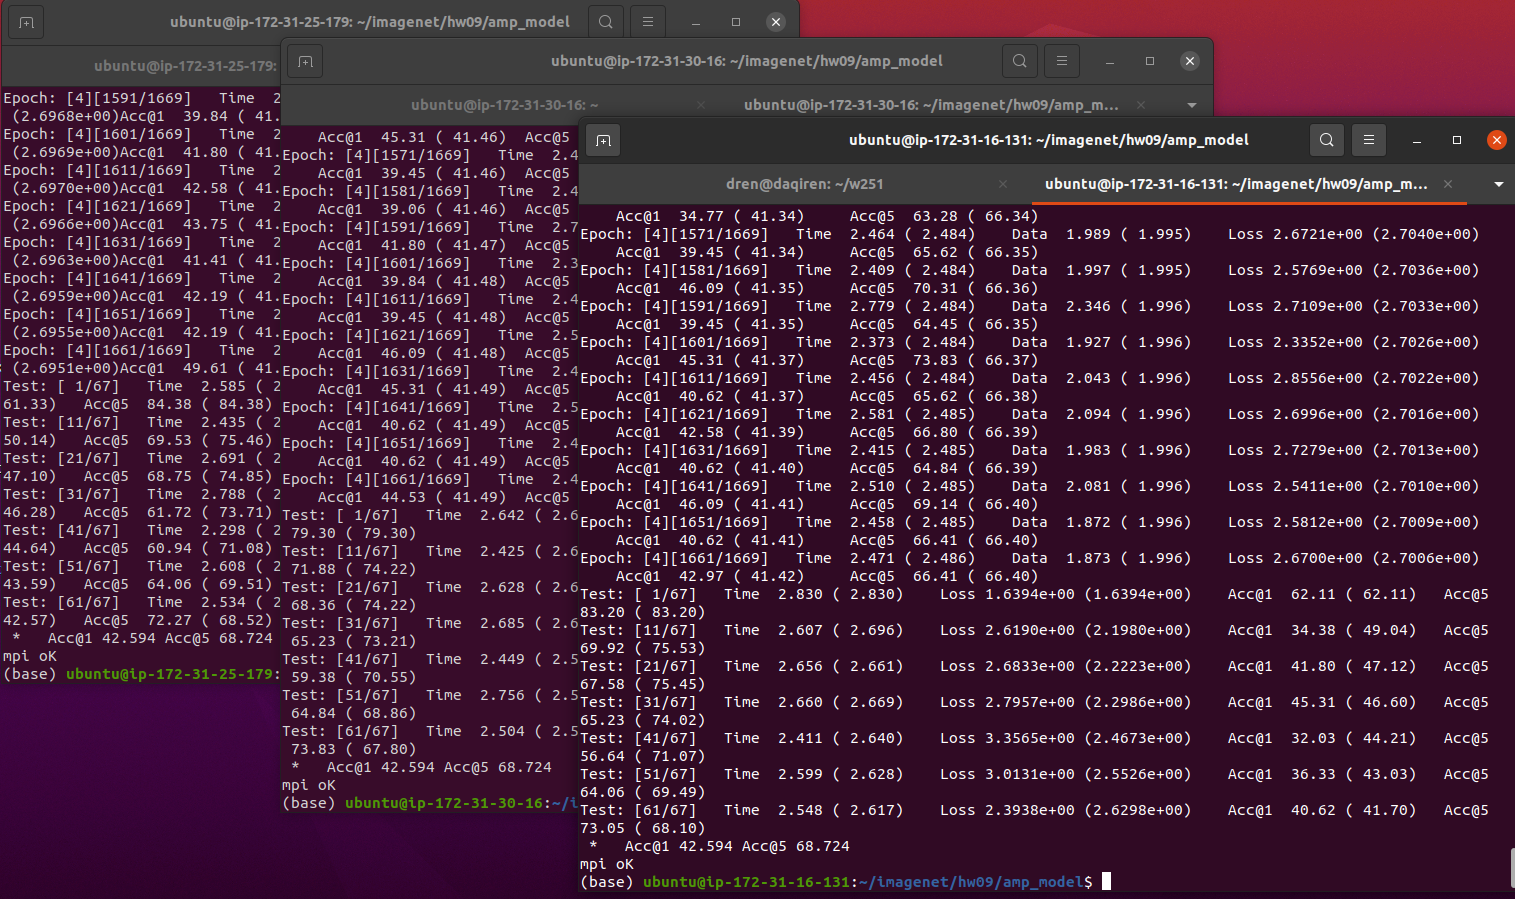 ubuntu@ip-172-31-25-179: ~/imagenet/hw09/amp_model
ubuntu@ip-172-31-25-179:
Epoch: [4][1591/1669]   Time  2
 (2.6968e+00)Acc@1  39.84 ( 41.
Epoch: [4][1601/1669]   Time  2
 (2.6969e+00)Acc@1  41.80 ( 41.
Epoch: [4][1611/1669]   Time  2
 (2.6970e+00)Acc@1  42.58 ( 41.
Epoch: [4][1621/1669]   Time  2
 (2.6966e+00)Acc@1  43.75 ( 41.
Epoch: [4][1631/1669]   Time  2
 (2.6963e+00)Acc@1  41.41 ( 41.
Epoch: [4][1641/1669]   Time  2
 (2.6959e+00)Acc@1  42.19 ( 41.
Epoch: [4][1651/1669]   Time  2
 (2.6955e+00)Acc@1  42.19 ( 41.
Epoch: [4][1661/1669]   Time  2
 (2.6951e+00)Acc@1  49.61 ( 41.
Test: [ 1/67]   Time  2.585 ( 2
61.33)   Acc@5  84.38 ( 84.38)
Test: [11/67]   Time  2.435 ( 2
50.14)   Acc@5  69.53 ( 75.46)
Test: [21/67]   Time  2.691 ( 2
47.10)   Acc@5  68.75 ( 74.85)
Test: [31/67]   Time  2.788 ( 2
46.28)   Acc@5  61.72 ( 73.71)
Test: [41/67]   Time  2.298 ( 2
44.64)   Acc@5  60.94 ( 71.08)
Test: [51/67]   Time  2.608 ( 2
43.59)   Acc@5  64.06 ( 69.51)
Test: [61/67]   Time  2.534 ( 2
42.57)   Acc@5  72.27 ( 68.52)
 *   Acc@1 42.594 Acc@5 68.724
mpi oK
(base) ubuntu@ip-172-31-25-179:
ubuntu@ip-172-31-30-16: ~/imagenet/hw09/amp_model
ubuntu@ip-172-31-30-16: ~
ubuntu@ip-172-31-30-16: ~/imagenet/hw09/amp_m...
    Acc@1  45.31 ( 41.46)  Acc@5
Epoch: [4][1571/1669]   Time  2.4
    Acc@1  39.45 ( 41.46)  Acc@5
Epoch: [4][1581/1669]   Time  2.4
    Acc@1  39.06 ( 41.46)  Acc@5
Epoch: [4][1591/1669]   Time  2.7
    Acc@1  41.80 ( 41.47)  Acc@5
Epoch: [4][1601/1669]   Time  2.3
    Acc@1  39.84 ( 41.48)  Acc@5
Epoch: [4][1611/1669]   Time  2.4
    Acc@1  39.45 ( 41.48)  Acc@5
Epoch: [4][1621/1669]   Time  2.5
    Acc@1  46.09 ( 41.48)  Acc@5
Epoch: [4][1631/1669]   Time  2.4
    Acc@1  45.31 ( 41.49)  Acc@5
Epoch: [4][1641/1669]   Time  2.5
    Acc@1  40.62 ( 41.49)  Acc@5
Epoch: [4][1651/1669]   Time  2.4
    Acc@1  40.62 ( 41.49)  Acc@5
Epoch: [4][1661/1669]   Time  2.4
    Acc@1  44.53 ( 41.49)  Acc@5
Test: [ 1/67]   Time  2.642 ( 2.6
 79.30 ( 79.30)
Test: [11/67]   Time  2.425 ( 2.6
 71.88 ( 74.22)
Test: [21/67]   Time  2.628 ( 2.6
 68.36 ( 74.22)
Test: [31/67]   Time  2.685 ( 2.6
 65.23 ( 73.21)
Test: [41/67]   Time  2.449 ( 2.5
 59.38 ( 70.55)
Test: [51/67]   Time  2.756 ( 2.5
 64.84 ( 68.86)
Test: [61/67]   Time  2.504 ( 2.5
 73.83 ( 67.80)
 *   Acc@1 42.594 Acc@5 68.724
mpi oK
(base) ubuntu@ip-172-31-30-16:~/i
ubuntu@ip-172-31-16-131: ~/imagenet/hw09/amp_model
dren@daqiren: ~/w251
ubuntu@ip-172-31-16-131: ~/imagenet/hw09/amp_m...
    Acc@1  34.77 ( 41.34)     Acc@5  63.28 ( 66.34)
Epoch: [4][1571/1669]   Time  2.464 ( 2.484)    Data  1.989 ( 1.995)    Loss 2.6721e+00 (2.7040e+00)
    Acc@1  39.45 ( 41.34)     Acc@5  65.62 ( 66.35)
Epoch: [4][1581/1669]   Time  2.409 ( 2.484)    Data  1.997 ( 1.995)    Loss 2.5769e+00 (2.7036e+00)
    Acc@1  46.09 ( 41.35)     Acc@5  70.31 ( 66.36)
Epoch: [4][1591/1669]   Time  2.779 ( 2.484)    Data  2.346 ( 1.996)    Loss 2.7109e+00 (2.7033e+00)
    Acc@1  39.45 ( 41.35)     Acc@5  64.45 ( 66.35)
Epoch: [4][1601/1669]   Time  2.373 ( 2.484)    Data  1.927 ( 1.996)    Loss 2.3352e+00 (2.7026e+00)
    Acc@1  45.31 ( 41.37)     Acc@5  73.83 ( 66.37)
Epoch: [4][1611/1669]   Time  2.456 ( 2.484)    Data  2.043 ( 1.996)    Loss 2.8556e+00 (2.7022e+00)
    Acc@1  40.62 ( 41.37)     Acc@5  65.62 ( 66.38)
Epoch: [4][1621/1669]   Time  2.581 ( 2.485)    Data  2.094 ( 1.996)    Loss 2.6996e+00 (2.7016e+00)
    Acc@1  42.58 ( 41.39)     Acc@5  66.80 ( 66.39)
Epoch: [4][1631/1669]   Time  2.415 ( 2.485)    Data  1.983 ( 1.996)    Loss 2.7279e+00 (2.7013e+00)
    Acc@1  40.62 ( 41.40)     Acc@5  64.84 ( 66.39)
Epoch: [4][1641/1669]   Time  2.510 ( 2.485)    Data  2.081 ( 1.996)    Loss 2.5411e+00 (2.7010e+00)
    Acc@1  46.09 ( 41.41)     Acc@5  69.14 ( 66.40)
Epoch: [4][1651/1669]   Time  2.458 ( 2.485)    Data  1.872 ( 1.996)    Loss 2.5812e+00 (2.7009e+00)
    Acc@1  40.62 ( 41.41)     Acc@5  66.41 ( 66.40)
Epoch: [4][1661/1669]   Time  2.471 ( 2.486)    Data  1.873 ( 1.996)    Loss 2.6700e+00 (2.7006e+00)
    Acc@1  42.97 ( 41.42)     Acc@5  66.41 ( 66.40)
Test: [ 1/67]   Time  2.830 ( 2.830)    Loss 1.6394e+00 (1.6394e+00)    Acc@1  62.11 ( 62.11)   Acc@5
83.20 ( 83.20)
Test: [11/67]   Time  2.607 ( 2.696)    Loss 2.6190e+00 (2.1980e+00)    Acc@1  34.38 ( 49.04)   Acc@5
69.92 ( 75.53)
Test: [21/67]   Time  2.656 ( 2.661)    Loss 2.6833e+00 (2.2223e+00)    Acc@1  41.80 ( 47.12)   Acc@5
67.58 ( 75.45)
Test: [31/67]   Time  2.660 ( 2.669)    Loss 2.7957e+00 (2.2986e+00)    Acc@1  45.31 ( 46.60)   Acc@5
65.23 ( 74.02)
Test: [41/67]   Time  2.411 ( 2.640)    Loss 3.3565e+00 (2.4673e+00)    Acc@1  32.03 ( 44.21)   Acc@5
56.64 ( 71.07)
Test: [51/67]   Time  2.599 ( 2.628)    Loss 3.0131e+00 (2.5526e+00)    Acc@1  36.33 ( 43.03)   Acc@5
64.06 ( 69.49)
Test: [61/67]   Time  2.548 ( 2.617)    Loss 2.3938e+00 (2.6298e+00)    Acc@1  40.62 ( 41.70)   Acc@5
73.05 ( 68.10)
 *   Acc@1 42.594 Acc@5 68.724
mpi oK
(base) ubuntu@ip-172-31-16-131:~/imagenet/hw09/amp_model$